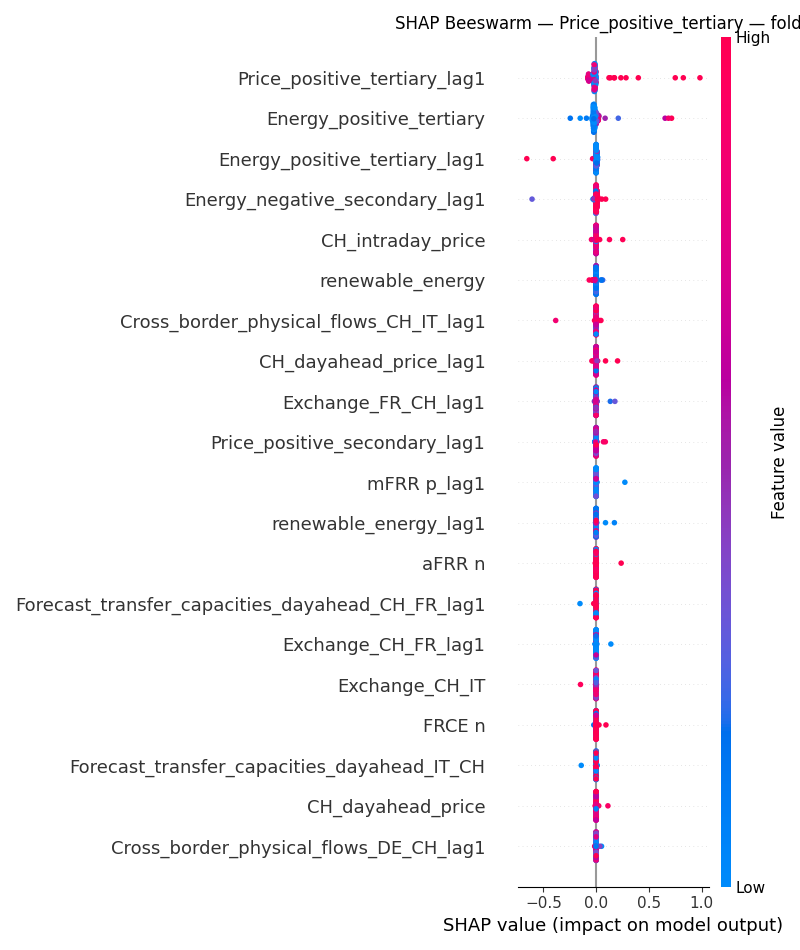 SHAP Beeswarm — Price_positive_tertiary — fold
High
Price_positive_tertiary_lag1
Energy_positive_tertiary
Energy_positive_tertiary_lag1
Energy_negative_secondary_lag1
CH_intraday_price
renewable_energy
Cross_border_physical_flows_CH_IT_lag1
CH_dayahead_price_lag1
Exchange_FR_CH_lag1
Price_positive_secondary_lag1
mFRR p_lag1
renewable_energy_lag1
aFRR n
Forecast_transfer_capacities_dayahead_CH_FR_lag1
Exchange_CH_FR_lag1
Exchange_CH_IT
FRCE n
Forecast_transfer_capacities_dayahead_IT_CH
CH_dayahead_price
Cross_border_physical_flows_DE_CH_lag1
Feature value
Low
−0.5 0.0 0.5 1.0
SHAP value (impact on model output)